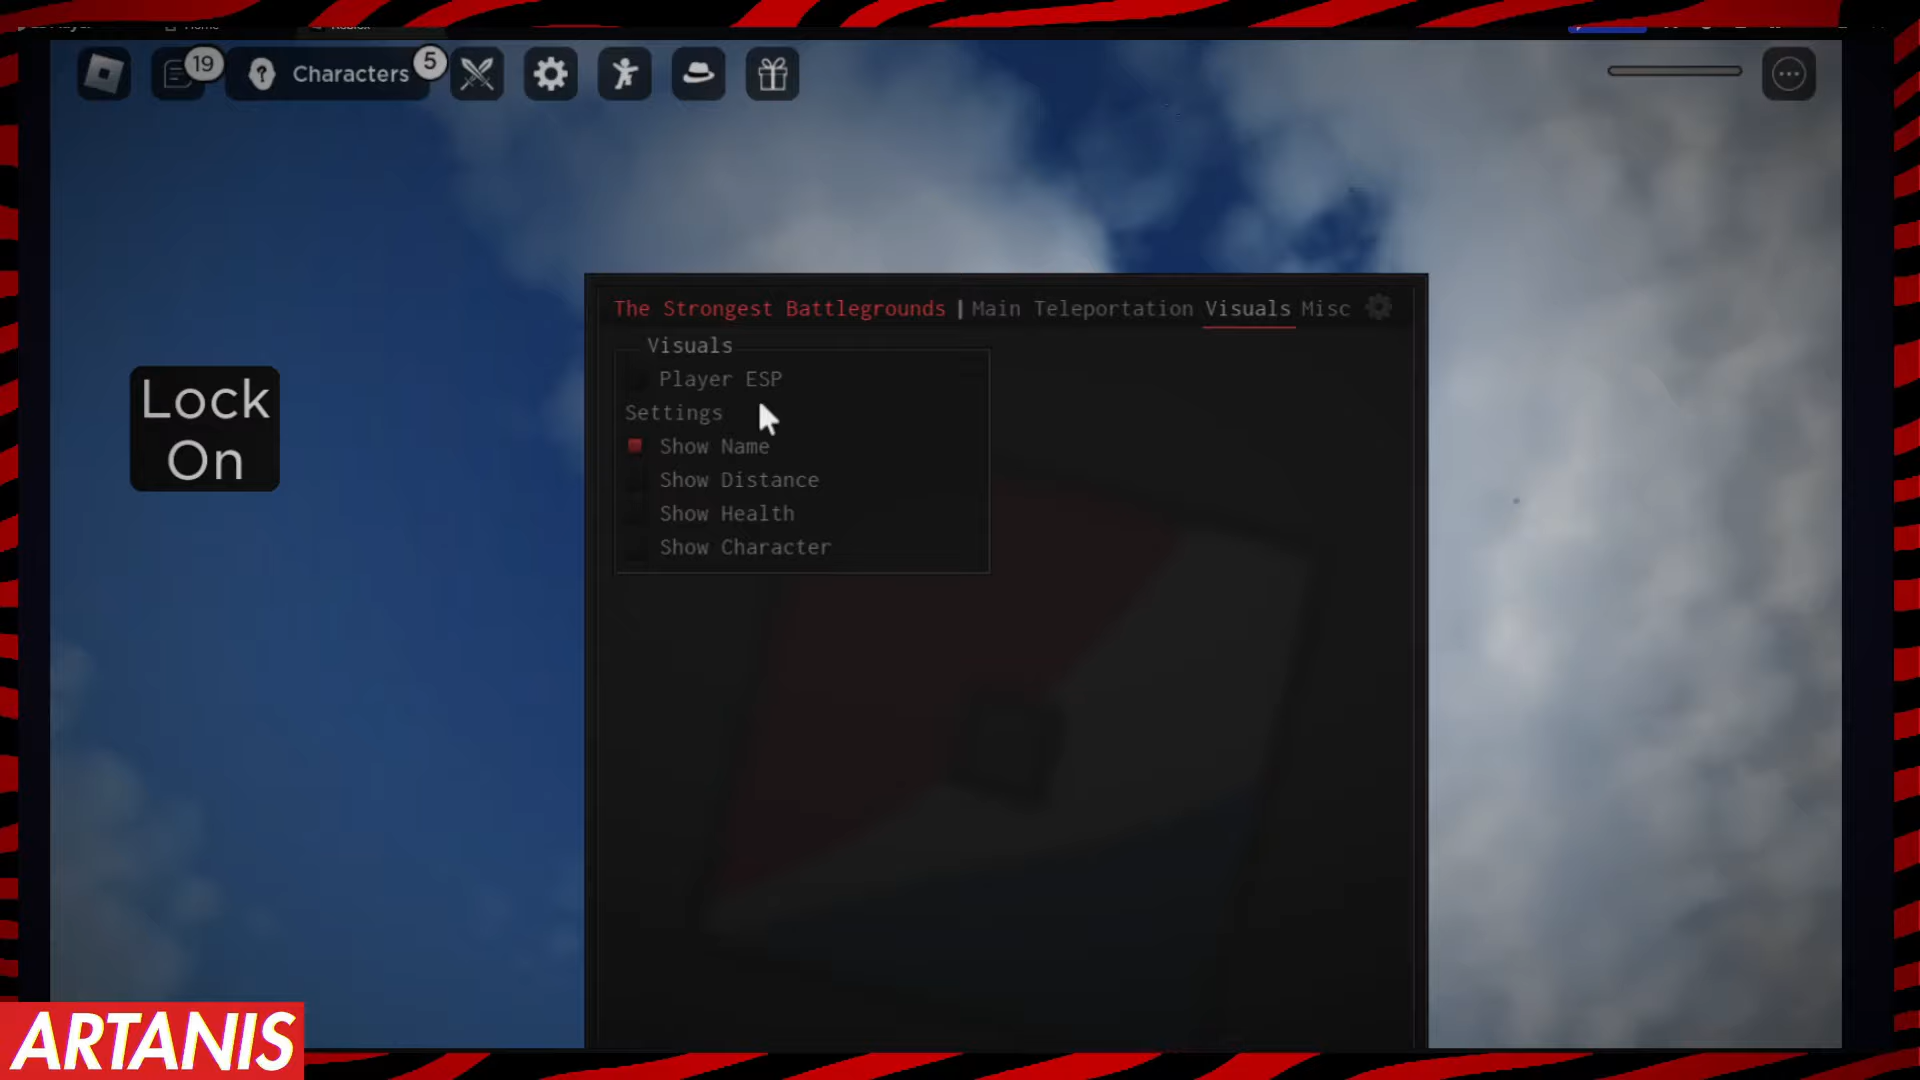 19
Characters
5
Lock
On
The Strongest Battlegrounds | Main Teleportation Visuals Misc
Visuals
Player ESP
Settings
Show Name
Show Distance
Show Health
Show Character
ARTANIS